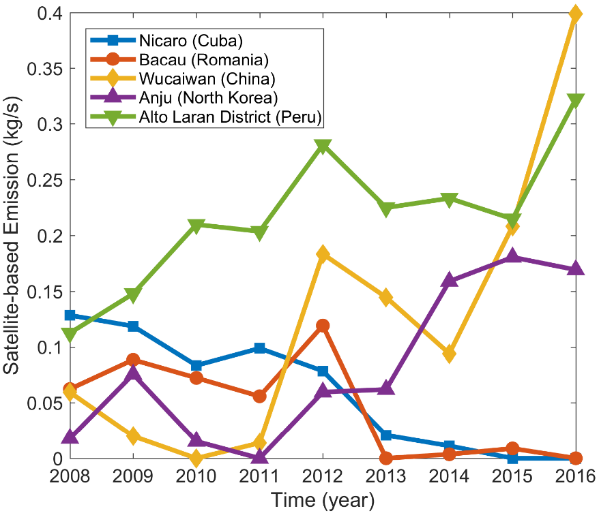 0.4
0.35
0.3
0.25
0.2
0.15
0.1
0.05
0
Satellite-based Emission (kg/s)
Nicaro (Cuba)
Bacau (Romania)
Wucaiwan (China)
Anju (North Korea)
Alto Laran District (Peru)
2008 2009 2010 2011 2012 2013 2014 2015 2016
Time (year)